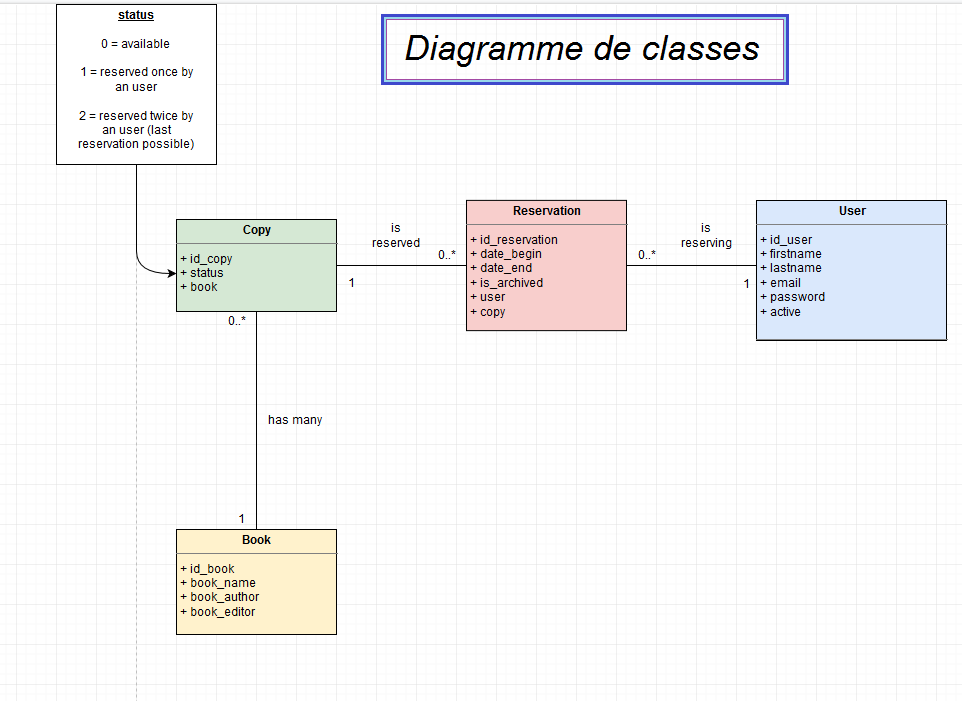 status
0 = available
1 = reserved once by
an user
2 = reserved twice by
an user (last
reservation possible)
Diagramme de classes
Copy
+ id_copy
+ status
+ book
0..*
is
reserved
0..*
1
Reservation
+ id_reservation
+ date_begin
+ date_end
+ is_archived
+ user
+ copy
is
reserving
0..*
1
User
+ id_user
+ firstname
+ lastname
+ email
+ password
+ active
has many
1
Book
+ id_book
+ book_name
+ book_author
+ book_editor